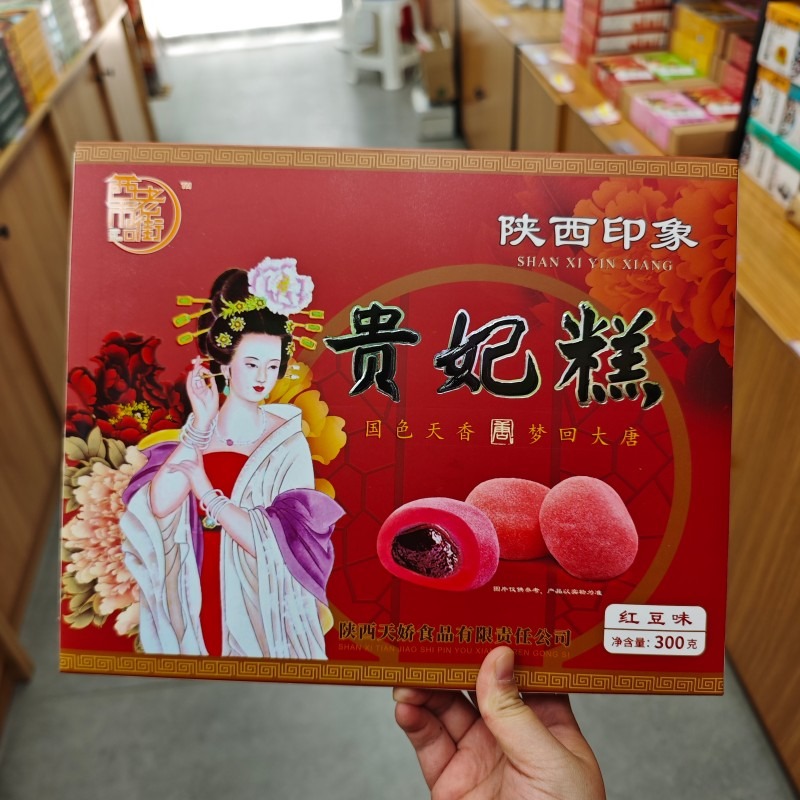 TM
陕西印象
SHAN XI YIN XIANG
贵妃糕
国色天香 唐 梦回大唐
图片仅供参考，产品以实物为准
红豆味
净含量：300克
陕西天娇食品有限责任公司
SHAN XI TIAN JIAO SHI PIN YOU XIAN ZE REN GONG SI